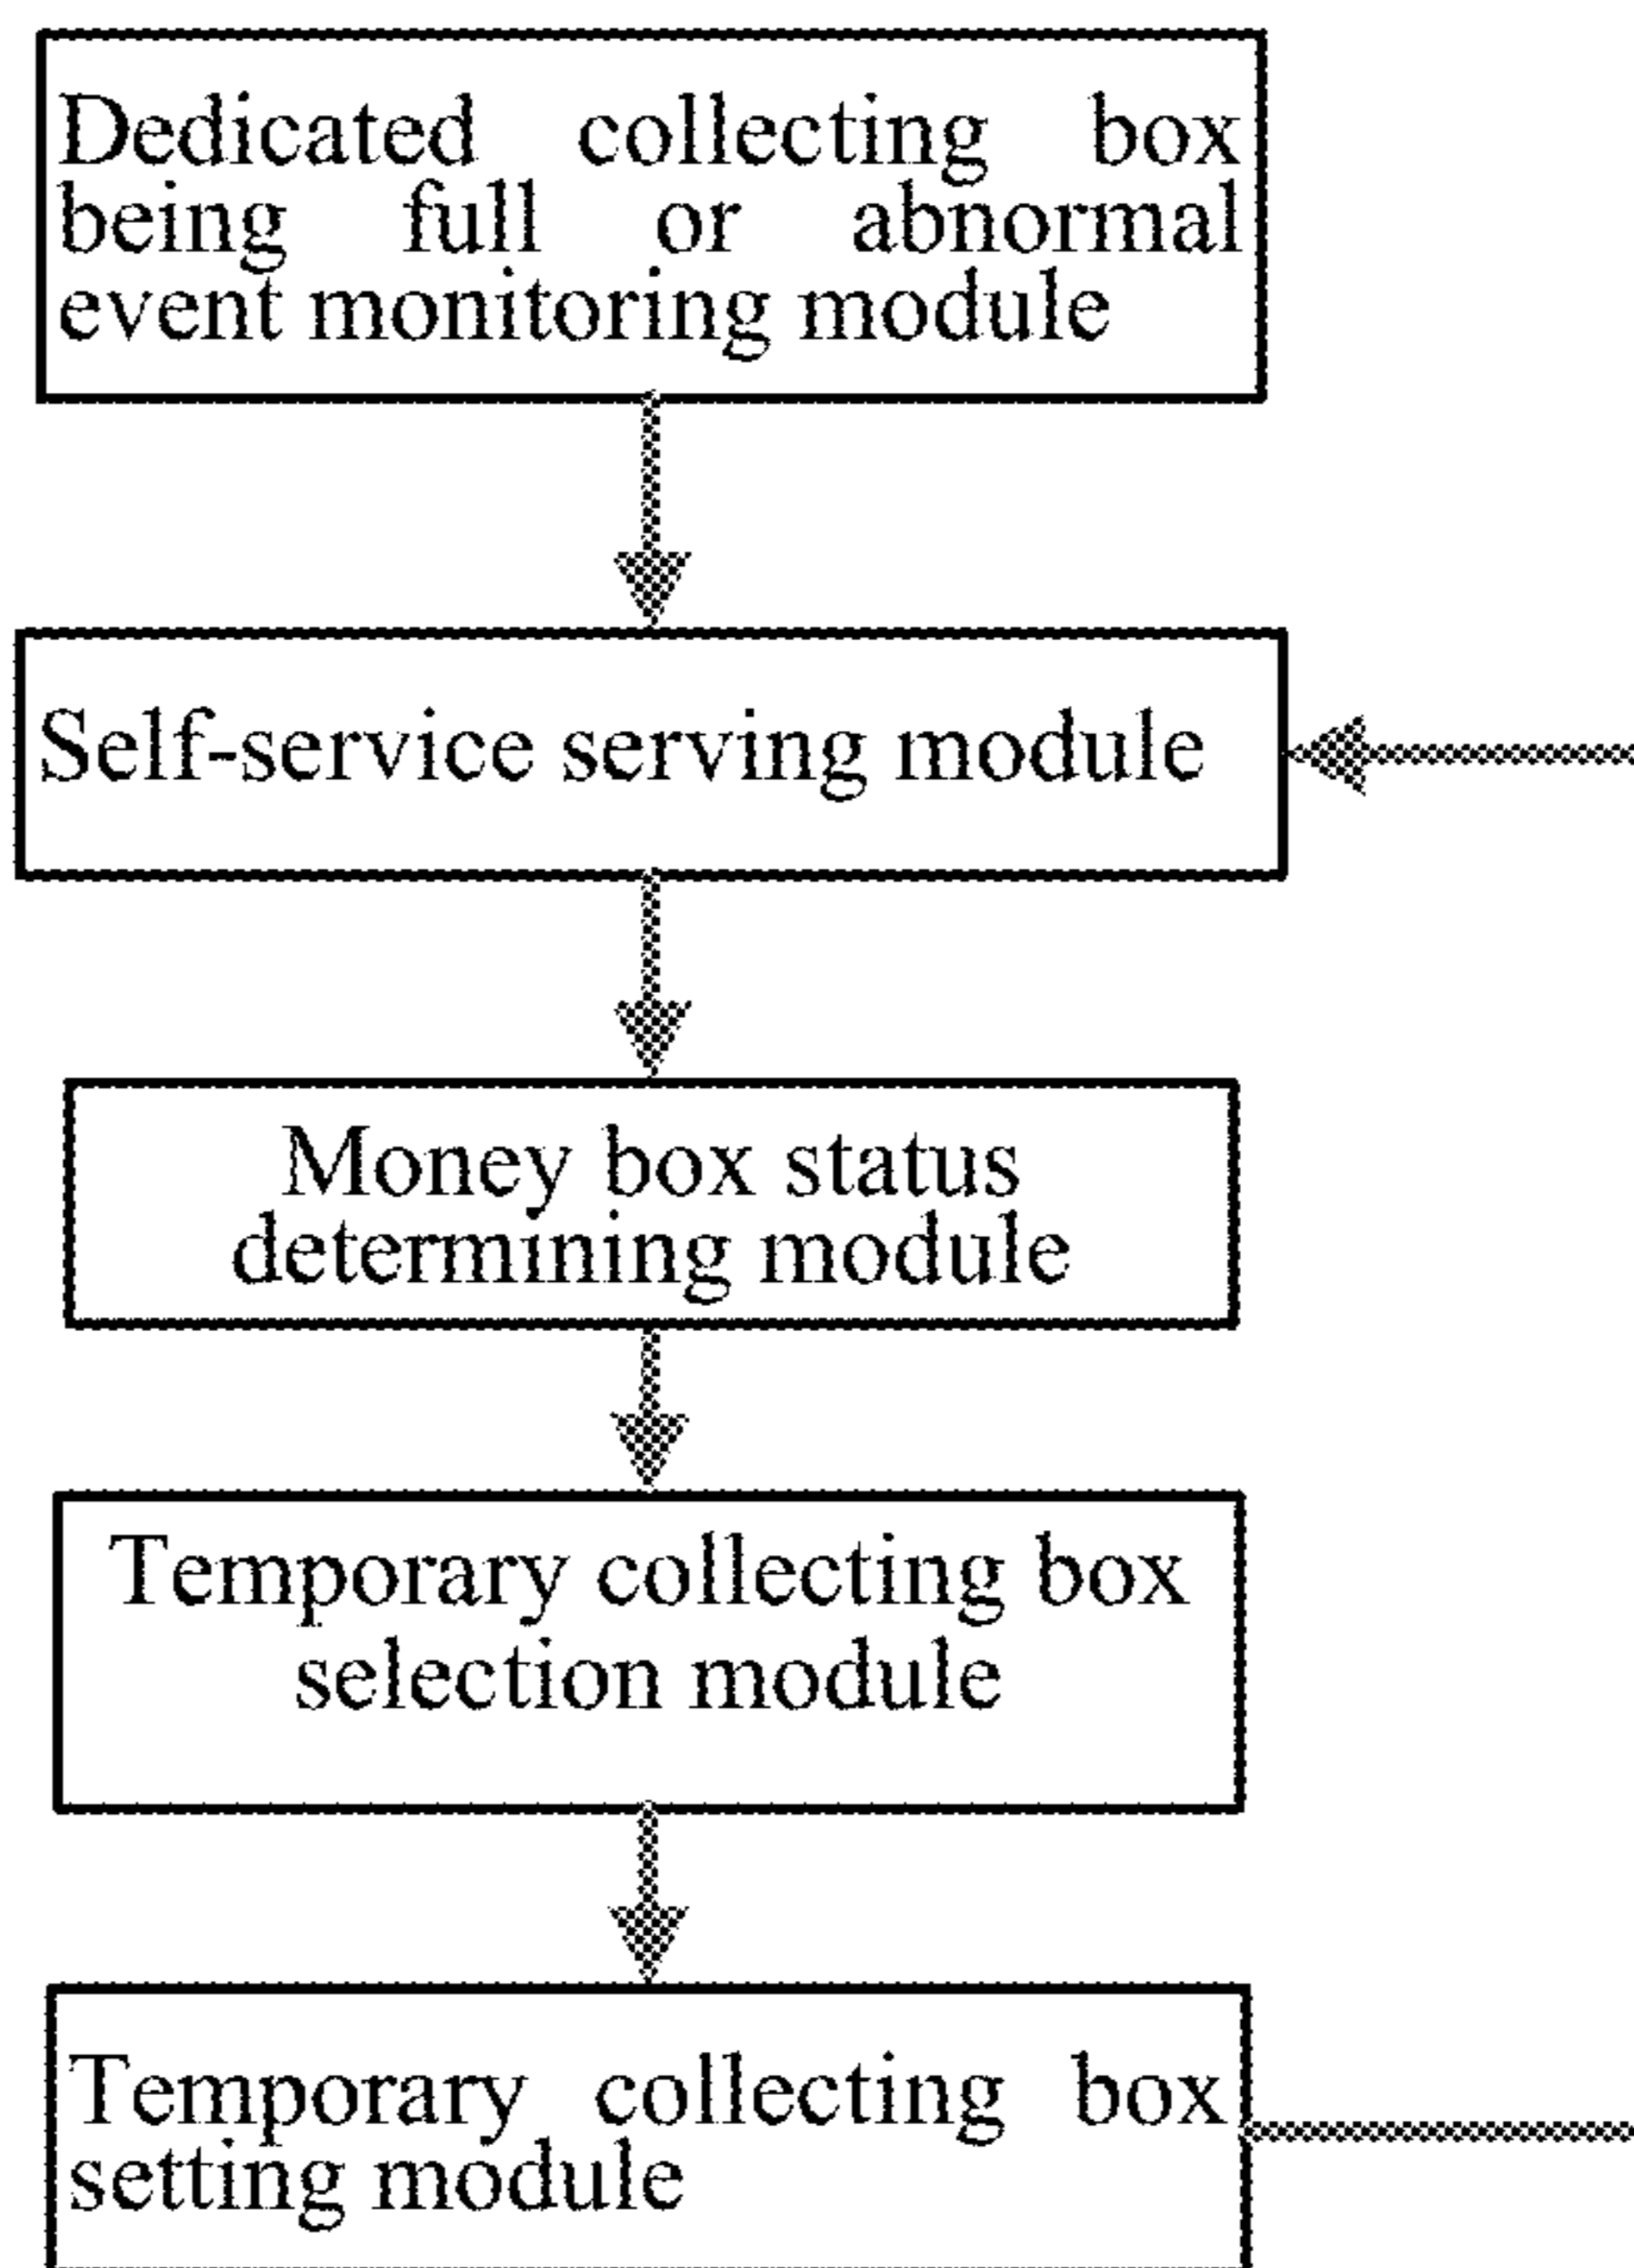 Dedicated collecting box
being full or abnormal
event monitoring module
Self-service serving module
Money box status
determining module
Temporary collecting box
selection module
Temporary collecting box
setting module